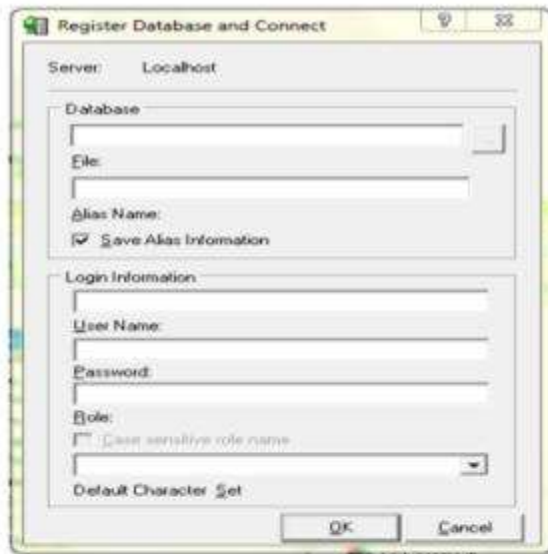 Register Database and Connect
Server: Localhost
Database
...
File:
Alias Name:
Save Alias Information
Login Information
User Name:
Password:
Role:
Case sensitive role name
Default Character Set
OK
Cancel